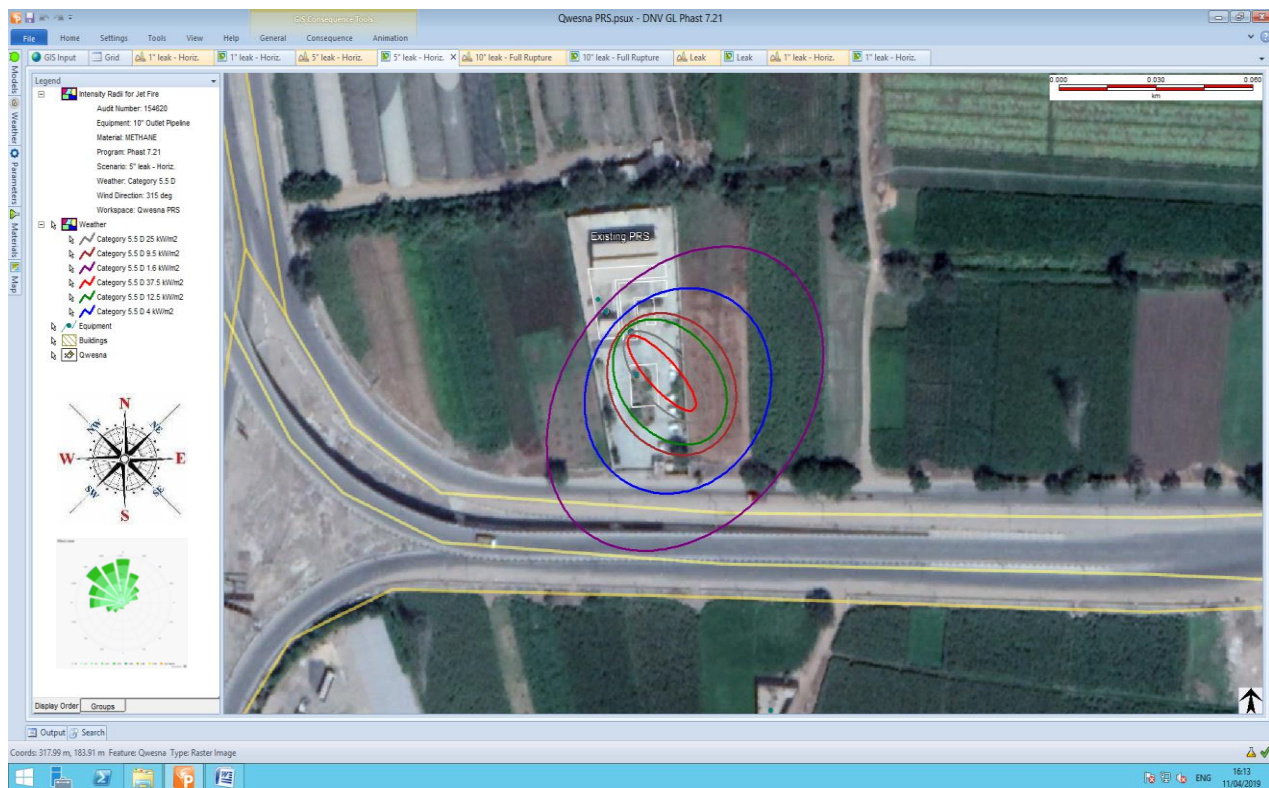 GIS Consequence Tools
Qwesna PRS.psux - DNV GL Phast 7.21
File Home Settings Tools View Help General Consequence Animation
GIS Input Grid 1" leak - Horiz. 1" leak - Horiz. 5" leak - Horiz. 5" leak - Horiz. X 10" leak - Full Rupture 10" leak - Full Rupture Leak Leak 1" leak - Horiz. 1" leak - Horiz.
Models
Weather
Parameters
Materials
Map
Legend
Intensity Radii for Jet Fire
Audit Number: 154620
Equipment: 10" Outlet Pipeline
Material: METHANE
Program: Phast 7.21
Scenario: 5" leak - Horiz.
Weather: Category 5.5 D
Wind Direction: 315 deg
Workspace: Qwesna PRS
Weather
Category 5.5 D 25 kW/m2
Category 5.5 D 9.5 kW/m2
Category 5.5 D 1.6 kW/m2
Category 5.5 D 37.5 kW/m2
Category 5.5 D 12.5 kW/m2
Category 5.5 D 4 kW/m2
Equipment
Buildings
Qwesna
N
NW NE
W E
SW SE
S
0.000 0.030 0.060
km
Existing PRS
Display Order Groups
Output Search
Coords: 317.99 m, 183.91 m Feature: Qwesna Type: Raster Image
ENG
16:13
11/04/2019